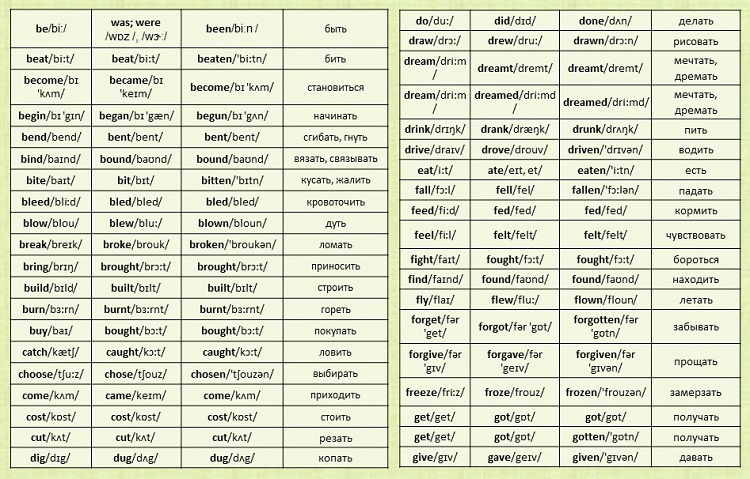 be/bi:/ was; were /wɒz /, /wɝ:/ been/bi:n / быть
beat/bi:t/ beat/bi:t/ beaten/'bi:tn/ бить
become/bɪ 'kʌm/ became/bɪ 'keɪm/ become/bɪ 'kʌm/ становиться
begin/bɪ 'gɪn/ began/bɪ 'gæn/ begun/bɪ 'gʌn/ начинать
bend/bend/ bent/bent/ bent/bent/ сгибать, гнуть
bind/baɪnd/ bound/baʊnd/ bound/baʊnd/ вязать, связывать
bite/baɪt/ bit/bɪt/ bitten/'bɪtn/ кусать, жалить
bleed/bli:d/ bled/bled/ bled/bled/ кровоточить
blow/blou/ blew/blu:/ blown/bloun/ дуть
break/breɪk/ broke/brouk/ broken/'broukən/ ломать
bring/brɪŋ/ brought/brɔ:t/ brought/brɔ:t/ приносить
build/bɪld/ built/bɪlt/ built/bɪlt/ строить
burn/bɜ:rn/ burnt/bɜ:rnt/ burnt/bɜ:rnt/ гореть
buy/baɪ/ bought/bɔ:t/ bought/bɔ:t/ покупать
catch/kætʃ/ caught/kɔ:t/ caught/kɔ:t/ ловить
choose/tʃu:z/ chose/tʃouz/ chosen/'tʃouzən/ выбирать
come/kʌm/ came/keɪm/ come/kʌm/ приходить
cost/kɒst/ cost/kɒst/ cost/kɒst/ стоить
cut/kʌt/ cut/kʌt/ cut/kʌt/ резать
dig/dɪg/ dug/dʌg/ dug/dʌg/ копать
do/du:/ did/dɪd/ done/dʌn/ делать
draw/drɔ:/ drew/dru:/ drawn/drɔ:n/ рисовать
dream/dri:m / dreamt/dremt/ dreamt/dremt/ мечтать, дремать
dream/dri:m / dreamed/dri:md / dreamed/dri:md/ мечтать, дремать
drink/drɪŋk/ drank/dræŋk/ drunk/drʌŋk/ пить
drive/draɪv/ drove/drouv/ driven/'drɪvən/ водить
eat/i:t/ ate/eɪt, et/ eaten/'i:tn/ есть
fall/fɔ:l/ fell/fel/ fallen/'fɔ:lən/ падать
feed/fi:d/ fed/fed/ fed/fed/ кормить
feel/fi:l/ felt/felt/ felt/felt/ чувствовать
fight/faɪt/ fought/fɔ:t/ fought/fɔ:t/ бороться
find/faɪnd/ found/faʊnd/ found/faʊnd/ находить
fly/flaɪ/ flew/flu:/ flown/floun/ летать
forget/fər 'get/ forgot/fər 'gɒt/ forgotten/fər 'gɒtn/ забывать
forgive/fər 'gɪv/ forgave/fər 'geɪv/ forgiven/fər 'gɪvən/ прощать
freeze/fri:z/ froze/frouz/ frozen/'frouzən/ замерзать
get/get/ got/gɒt/ got/gɒt/ получать
get/get/ got/gɒt/ gotten/'gɒtn/ получать
give/gɪv/ gave/geɪv/ given/'gɪvən/ давать